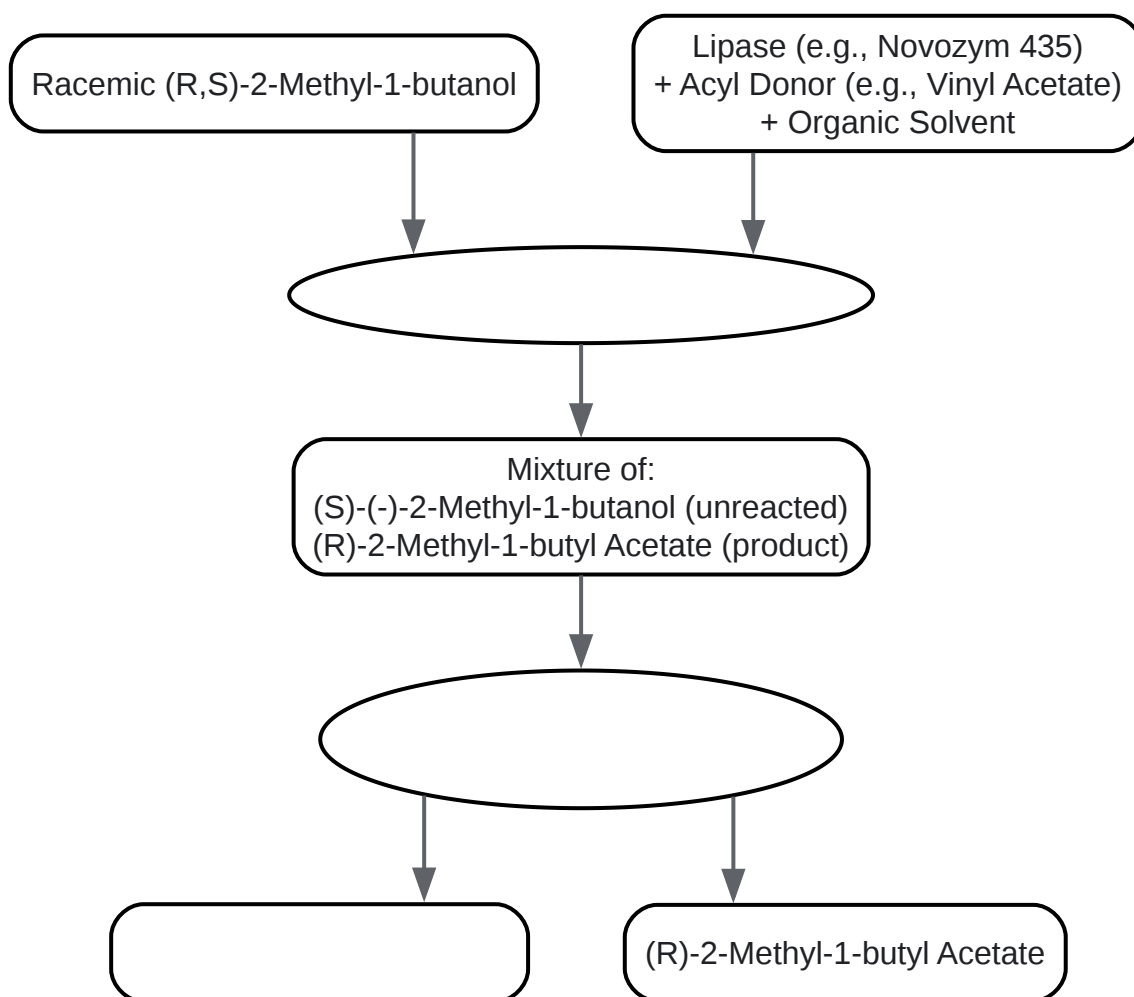 Racemic (R,S)-2-Methyl-1-butanol
Lipase (e.g., Novozym 435)
+ Acyl Donor (e.g., Vinyl Acetate)
+ Organic Solvent
Mixture of:
(S)-(-)-2-Methyl-1-butanol (unreacted)
(R)-2-Methyl-1-butyl Acetate (product)
(R)-2-Methyl-1-butyl Acetate